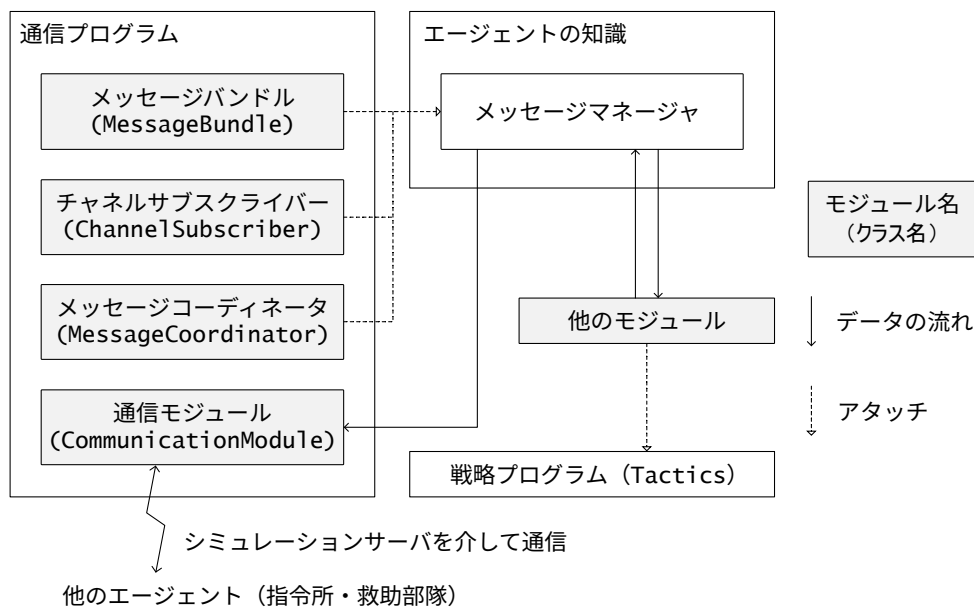 通信プログラム
メッセージバンドル
(MessageBundle)
チャネルサブスクライバー
(ChannelSubscriber)
メッセージコーディネータ
(MessageCoordinator)
通信モジュール
(CommunicationModule)
エージェントの知識
メッセージマネージャ
他のモジュール
戦略プログラム（Tactics）
モジュール名
（クラス名）
データの流れ
アタッチ
シミュレーションサーバを介して通信
他のエージェント（指令所・救助部隊）